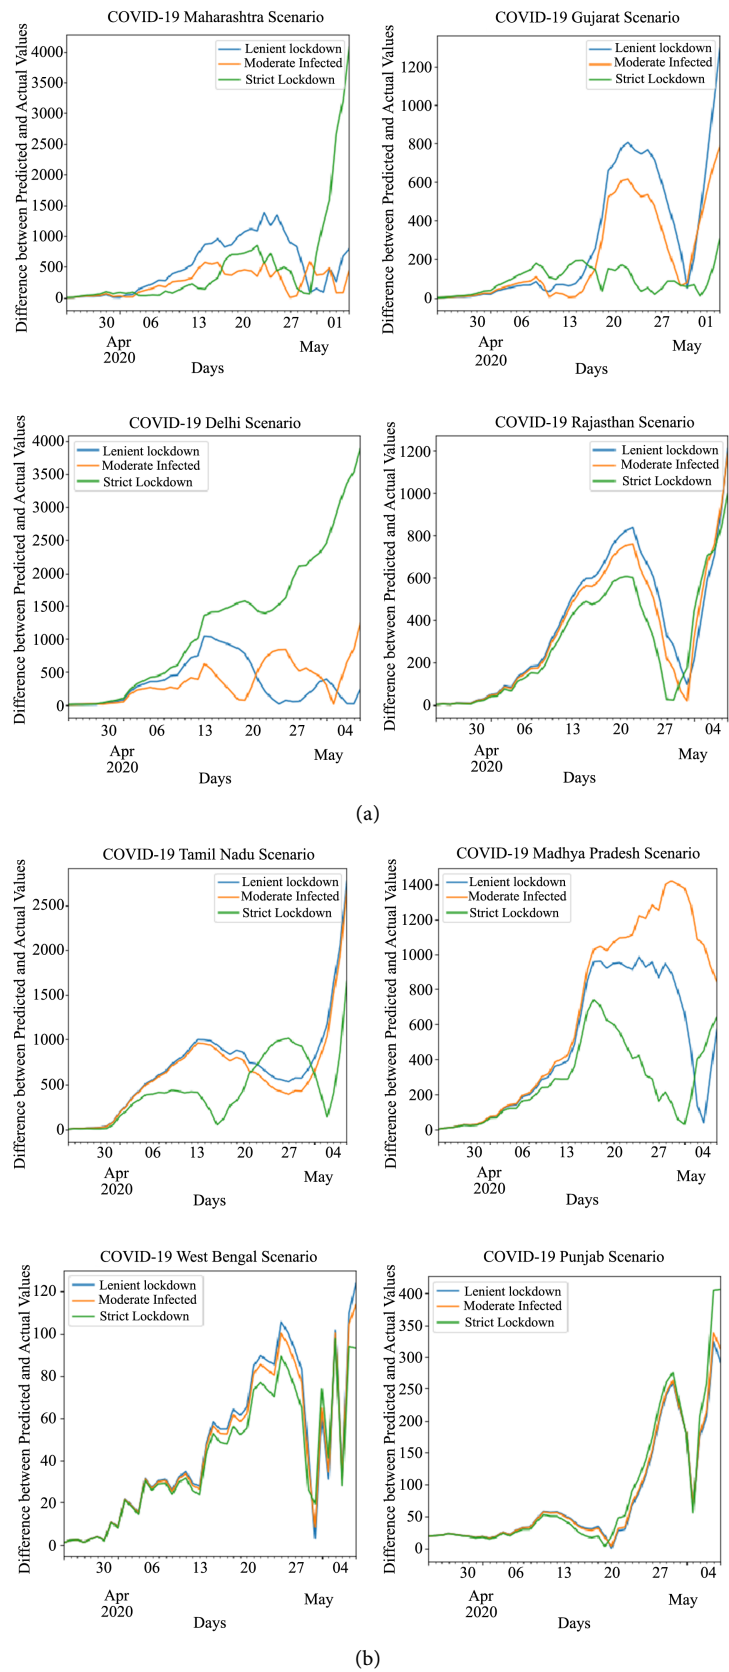 COVID-19 Maharashtra Scenario
Difference between Predicted and Actual Values
4000
3500
3000
2500
2000
1500
1000
500
0
Lenient lockdown
Moderate Infected
Strict Lockdown
30 06 13 20 27 01
Apr May
2020
Days
COVID-19 Gujarat Scenario
Difference between Predicted and Actual Values
1200
1000
800
600
400
200
0
Lenient lockdown
Moderate Infected
Strict Lockdown
30 06 13 20 27 01
Apr May
2020
Days
COVID-19 Delhi Scenario
Difference between Predicted and Actual Values
4000
3500
3000
2500
2000
1500
1000
500
0
Lenient lockdown
Moderate Infected
Strict Lockdown
30 06 13 20 27 04
Apr May
2020
Days
COVID-19 Rajasthan Scenario
Difference between Predicted and Actual Values
1200
1000
800
600
400
200
0
Lenient lockdown
Moderate Infected
Strict Lockdown
30 06 13 20 27 04
Apr May
2020
Days
(a)
COVID-19 Tamil Nadu Scenario
Difference between Predicted and Actual Values
2500
2000
1500
1000
500
0
Lenient lockdown
Moderate Infected
Strict Lockdown
30 06 13 20 27 04
Apr May
2020
Days
COVID-19 Madhya Pradesh Scenario
Difference between Predicted and Actual Values
1400
1200
1000
800
600
400
200
0
Lenient lockdown
Moderate Infected
Strict Lockdown
30 06 13 20 27 04
Apr May
2020
Days
COVID-19 West Bengal Scenario
Difference between Predicted and Actual Values
120
100
80
60
40
20
0
Lenient lockdown
Moderate Infected
Strict Lockdown
30 06 13 20 27 04
Apr May
2020
Days
COVID-19 Punjab Scenario
Difference between Predicted and Actual Values
400
350
300
250
200
150
100
50
0
Lenient lockdown
Moderate Infected
Strict Lockdown
30 06 13 20 27 04
Apr May
2020
Days
(b)